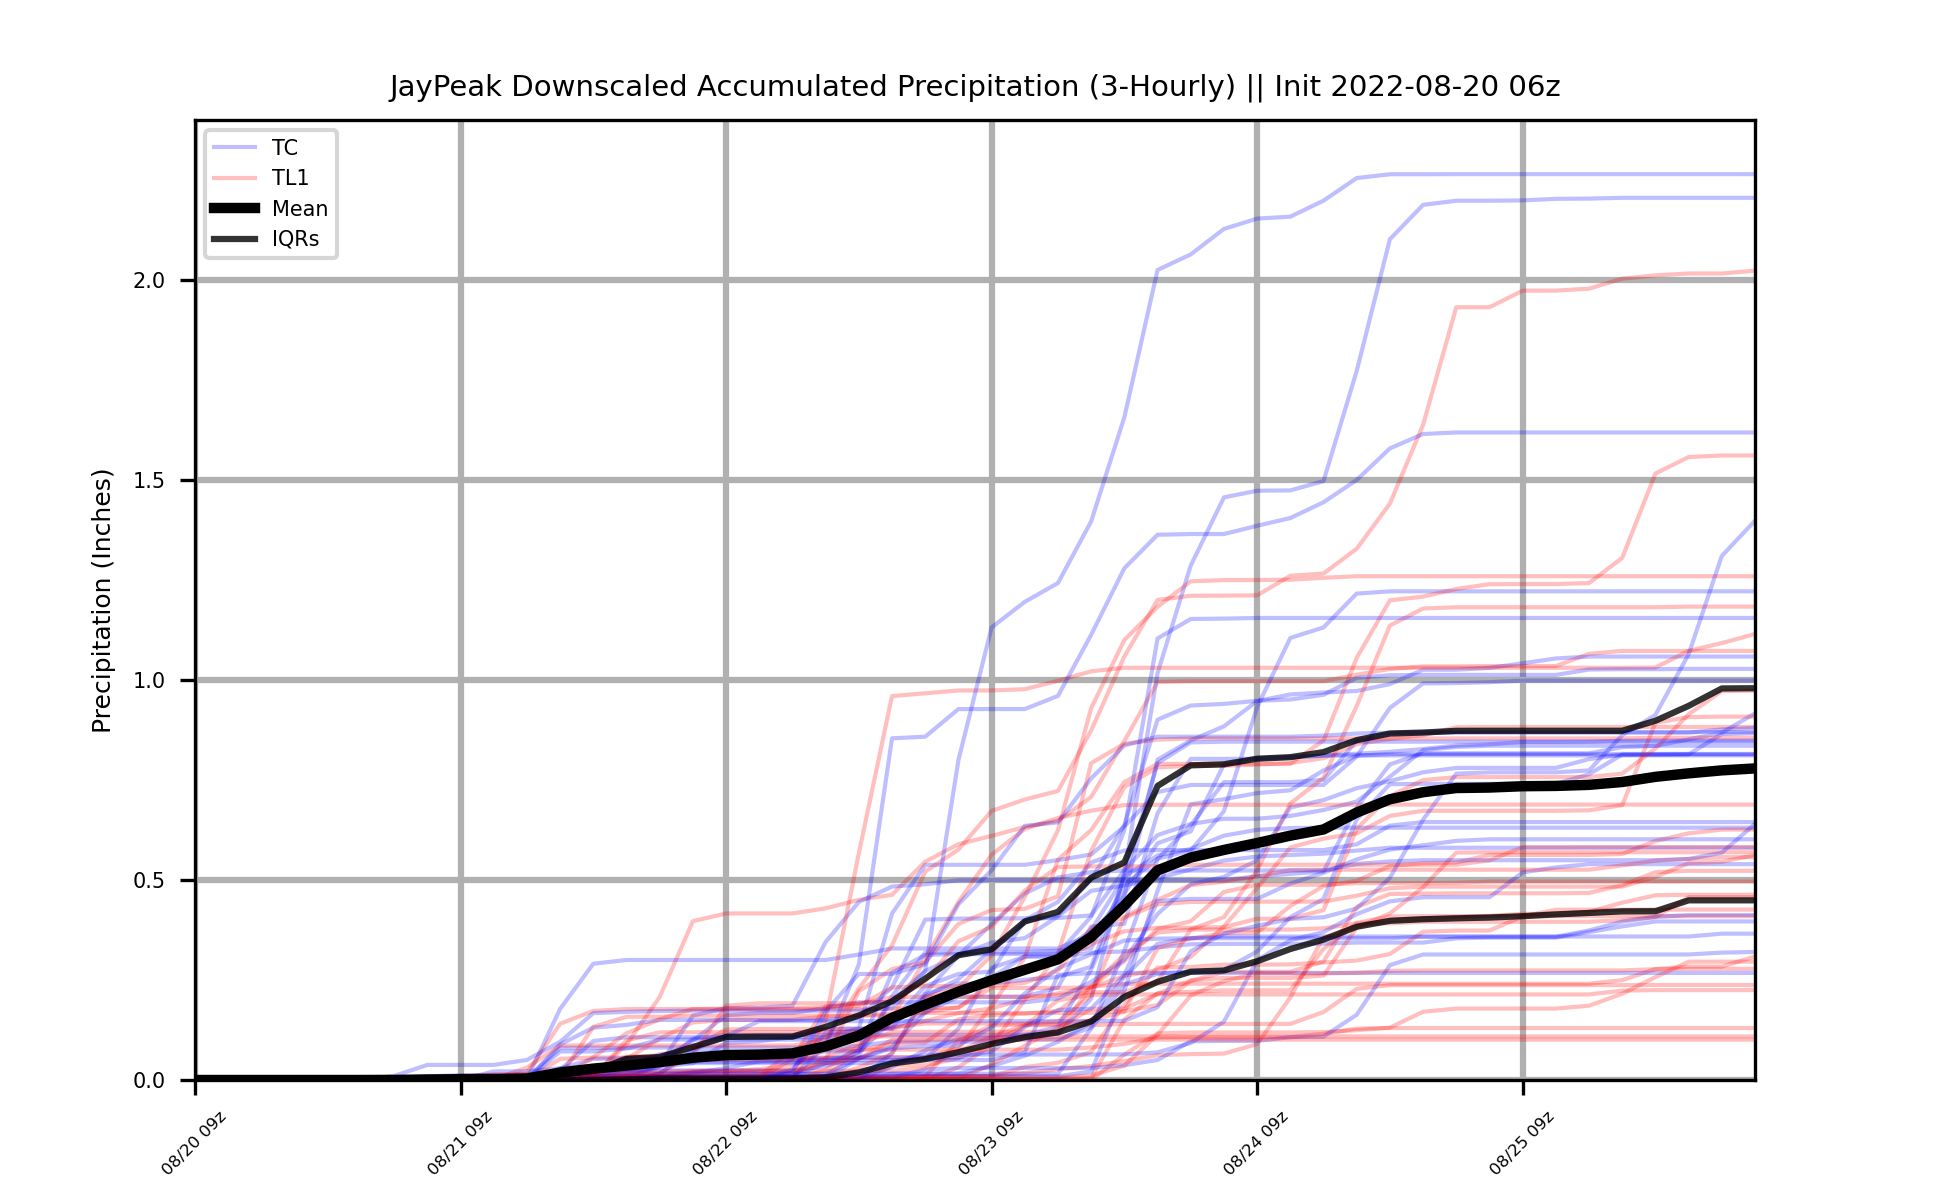 JayPeak Downscaled Accumulated Precipitation (3-Hourly) || Init 2022-08-20 06z
TC
TL1
Mean
IQRs
Precipitation (Inches)
2.0
1.5
1.0
0.5
0.0
08/20 09z
08/21 09z
08/22 09z
08/23 09z
08/24 09z
08/25 09z